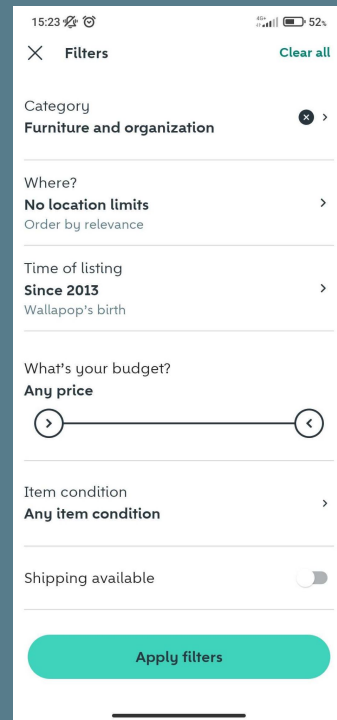 15:23 4G+ 52%
Filters Clear all
Category
Furniture and organization
Where?
No location limits
Order by relevance
Time of listing
Since 2013
Wallapop's birth
What's your budget?
Any price
Item condition
Any item condition
Shipping available
Apply filters